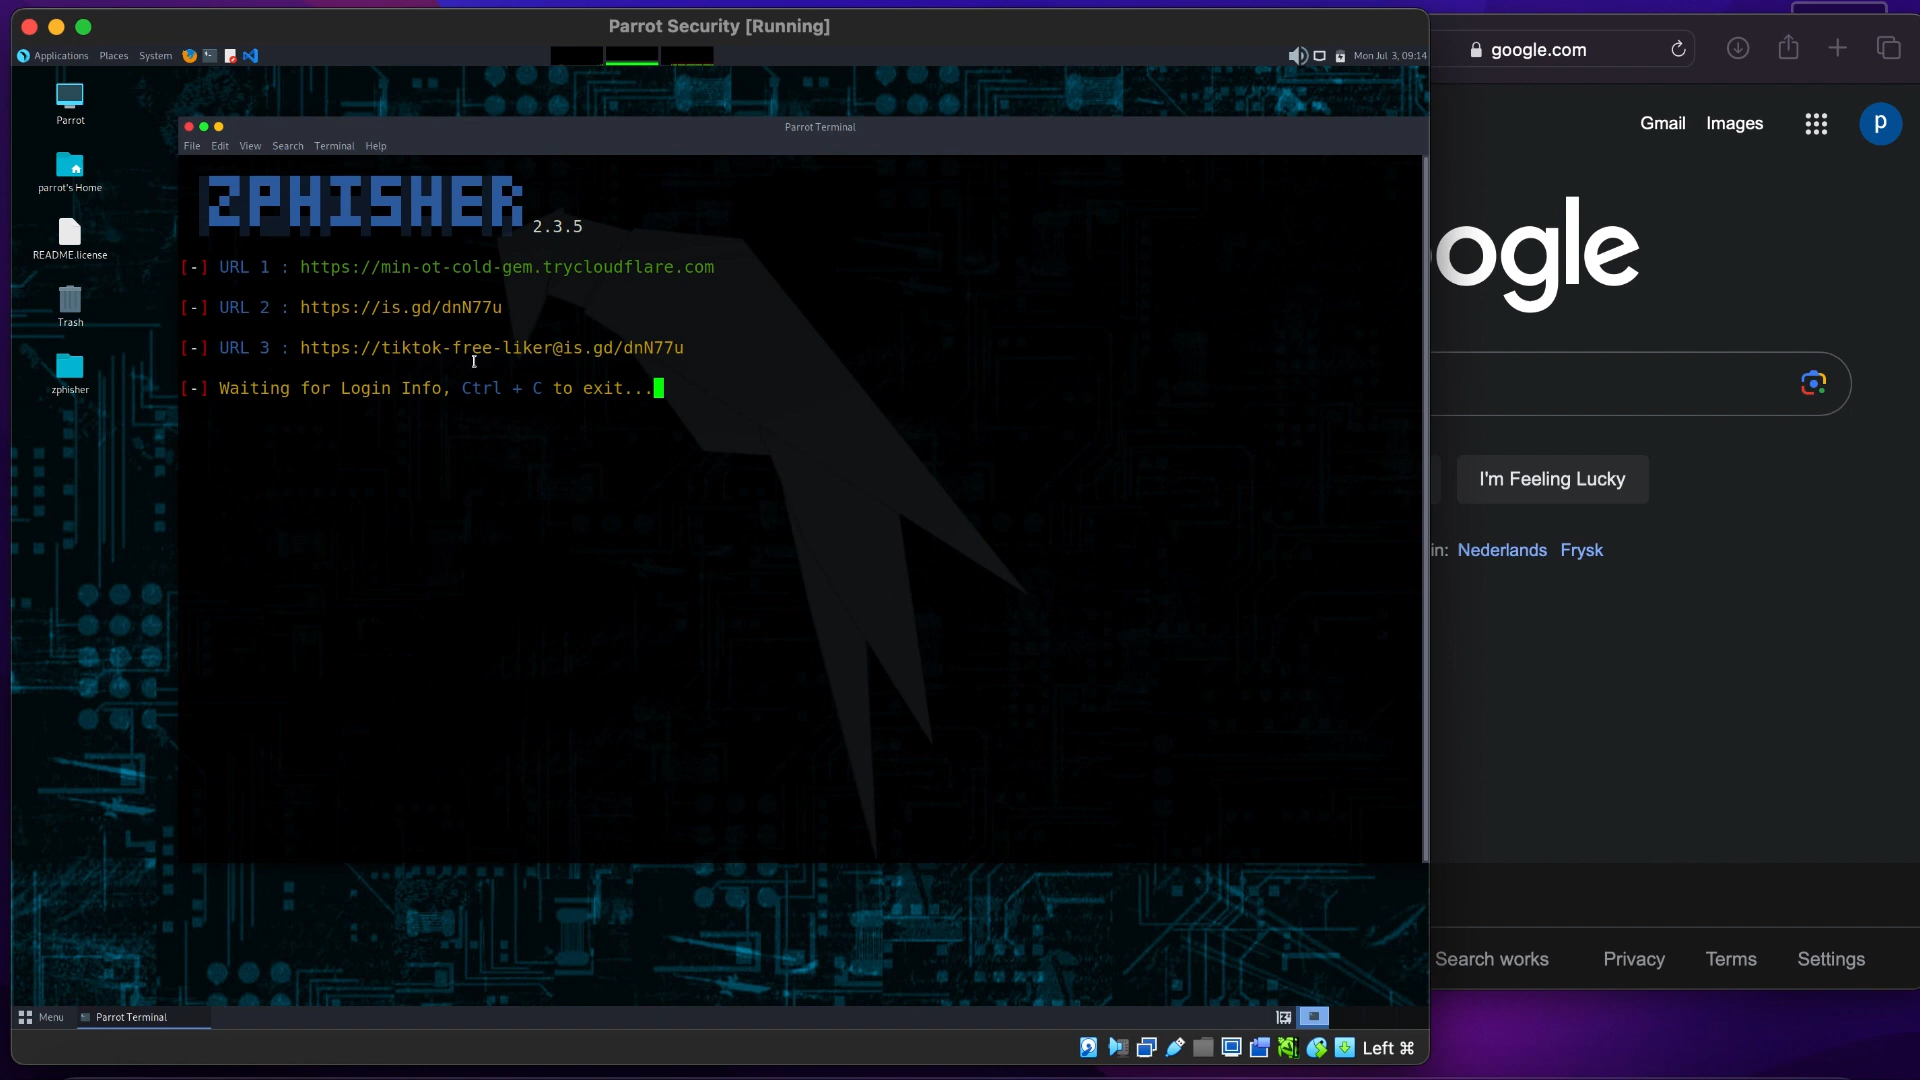 Parrot Security [Running]
Applications Places System
Mon Jul 3, 09:14
google.com
Gmail Images
p
Parrot
parrot's Home
README.license
Trash
zphisher
Parrot Terminal
File Edit View Search Terminal Help
ZPHISHER 2.3.5
[-] URL 1 : https://min-ot-cold-gem.trycloudflare.com
[-] URL 2 : https://is.gd/dnN77u
[-] URL 3 : https://tiktok-free-liker@is.gd/dnN77u
[-] Waiting for Login Info, Ctrl + C to exit...
ogle
I'm Feeling Lucky
in: Nederlands Frysk
Search works Privacy Terms Settings
Menu Parrot Terminal
Left ⌘